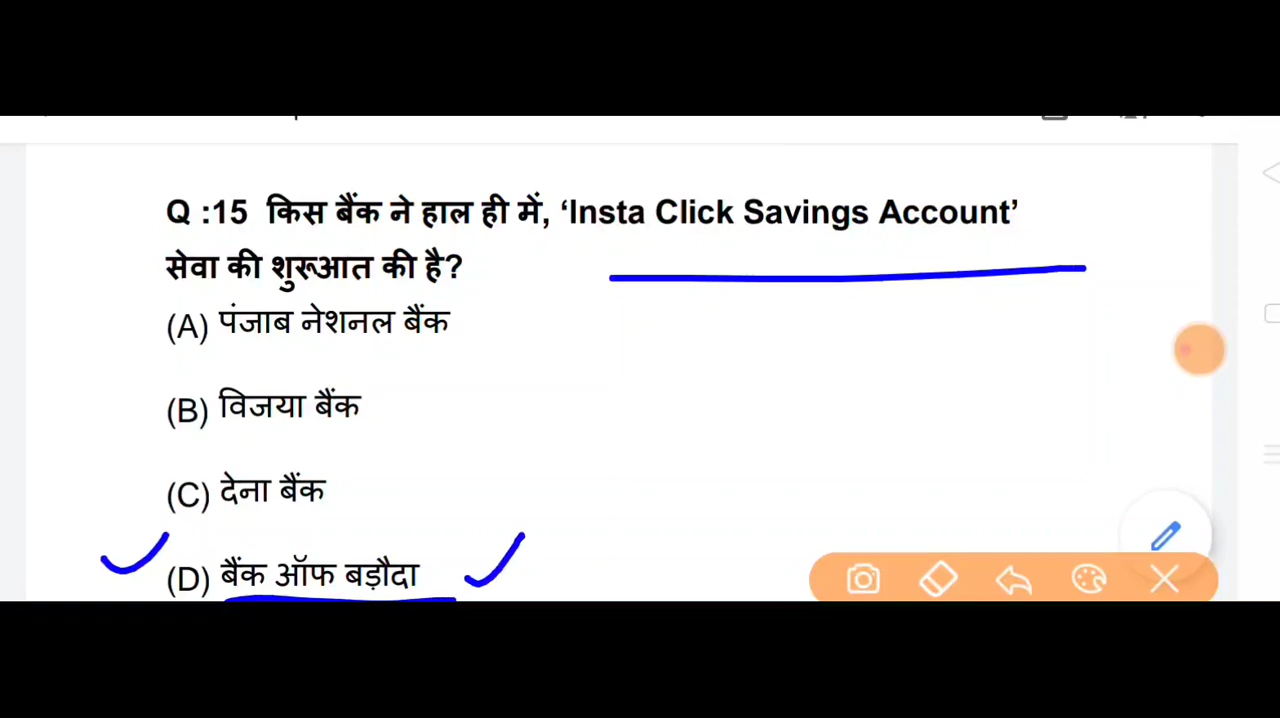 Q :15 किस बैंक ने हाल ही में, ‘Insta Click Savings Account’
सेवा की शुरूआत की है?
(A) पंजाब नेशनल बैंक
(B) विजया बैंक
(C) देना बैंक
(D) बैंक ऑफ बड़ौदा